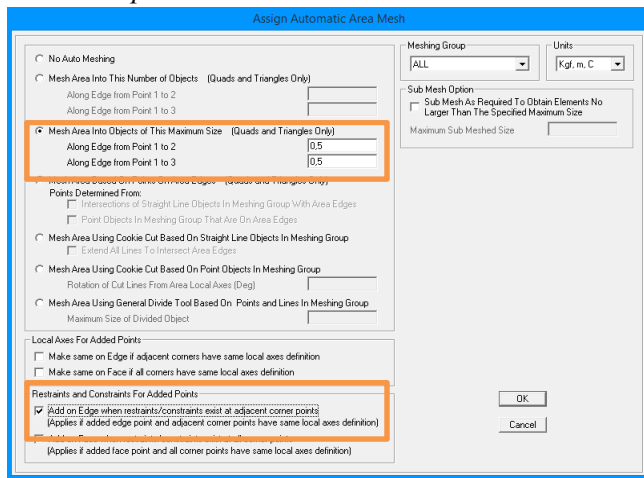 Assign Automatic Area Mesh
No Auto Meshing
Mesh Area Into This Number of Objects (Quads and Triangles Only)
Along Edge from Point 1 to 2
Along Edge from Point 1 to 3
Mesh Area Into Objects of This Maximum Size (Quads and Triangles Only)
Along Edge from Point 1 to 2 0,5
Along Edge from Point 1 to 3 0,5
Mesh Area Based On Points On Area Edges (Quads and Triangles Only)
Points Determined From:
Intersections of Straight Line Objects In Meshing Group With Area Edges
Point Objects In Meshing Group That Are On Area Edges
Mesh Area Using Cookie Cut Based On Straight Line Objects In Meshing Group
Extend All Lines To Intersect Area Edges
Mesh Area Using Cookie Cut Based On Point Objects In Meshing Group
Rotation of Cut Lines From Area Local Axes (Deg)
Mesh Area Using General Divide Tool Based On Points and Lines In Meshing Group
Maximum Size of Divided Object
Local Axes For Added Points
Make same on Edge if adjacent corners have same local axes definition
Make same on Face if all corners have same local axes definition
Restraints and Constraints For Added Points
Add on Edge when restraints/constraints exist at adjacent corner points
(Applies if added edge point and adjacent corner points have same local axes definition)
(Applies if added face point and all corner points have same local axes definition)
Meshing Group
ALL
Units
Kgf, m, C
Sub Mesh Option
Sub Mesh As Required To Obtain Elements No
Larger Than The Specified Maximum Size
Maximum Sub Meshed Size
OK
Cancel